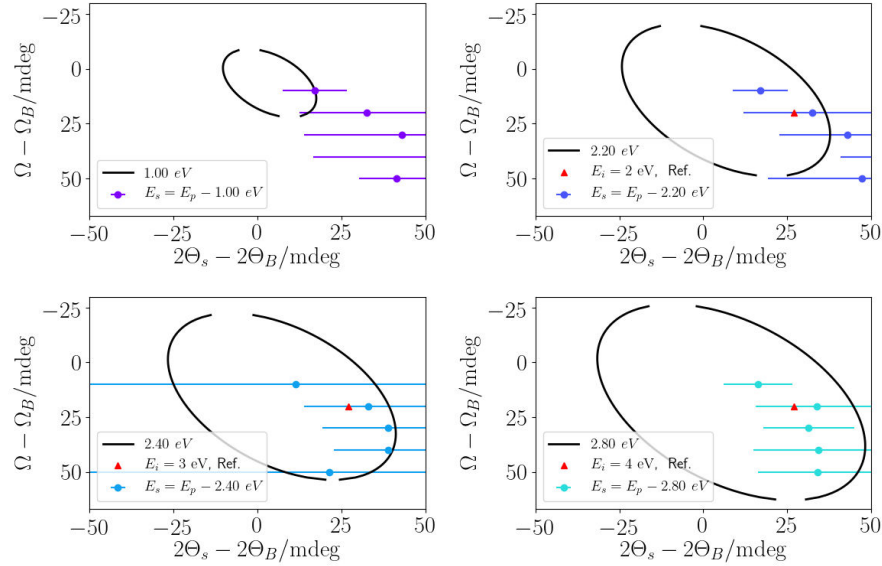 −25
0
25
50
Ω − Ω_B/mdeg
1.00 eV
E_s = E_p − 1.00 eV
−50
−25
0
25
50
2Θ_s − 2Θ_B/mdeg
−25
0
25
50
Ω − Ω_B/mdeg
2.20 eV
E_i = 2 eV, Ref.
E_s = E_p − 2.20 eV
−50
−25
0
25
50
2Θ_s − 2Θ_B/mdeg
−25
0
25
50
Ω − Ω_B/mdeg
2.40 eV
E_i = 3 eV, Ref.
E_s = E_p − 2.40 eV
−50
−25
0
25
50
2Θ_s − 2Θ_B/mdeg
−25
0
25
50
Ω − Ω_B/mdeg
2.80 eV
E_i = 4 eV, Ref.
E_s = E_p − 2.80 eV
−50
−25
0
25
50
2Θ_s − 2Θ_B/mdeg